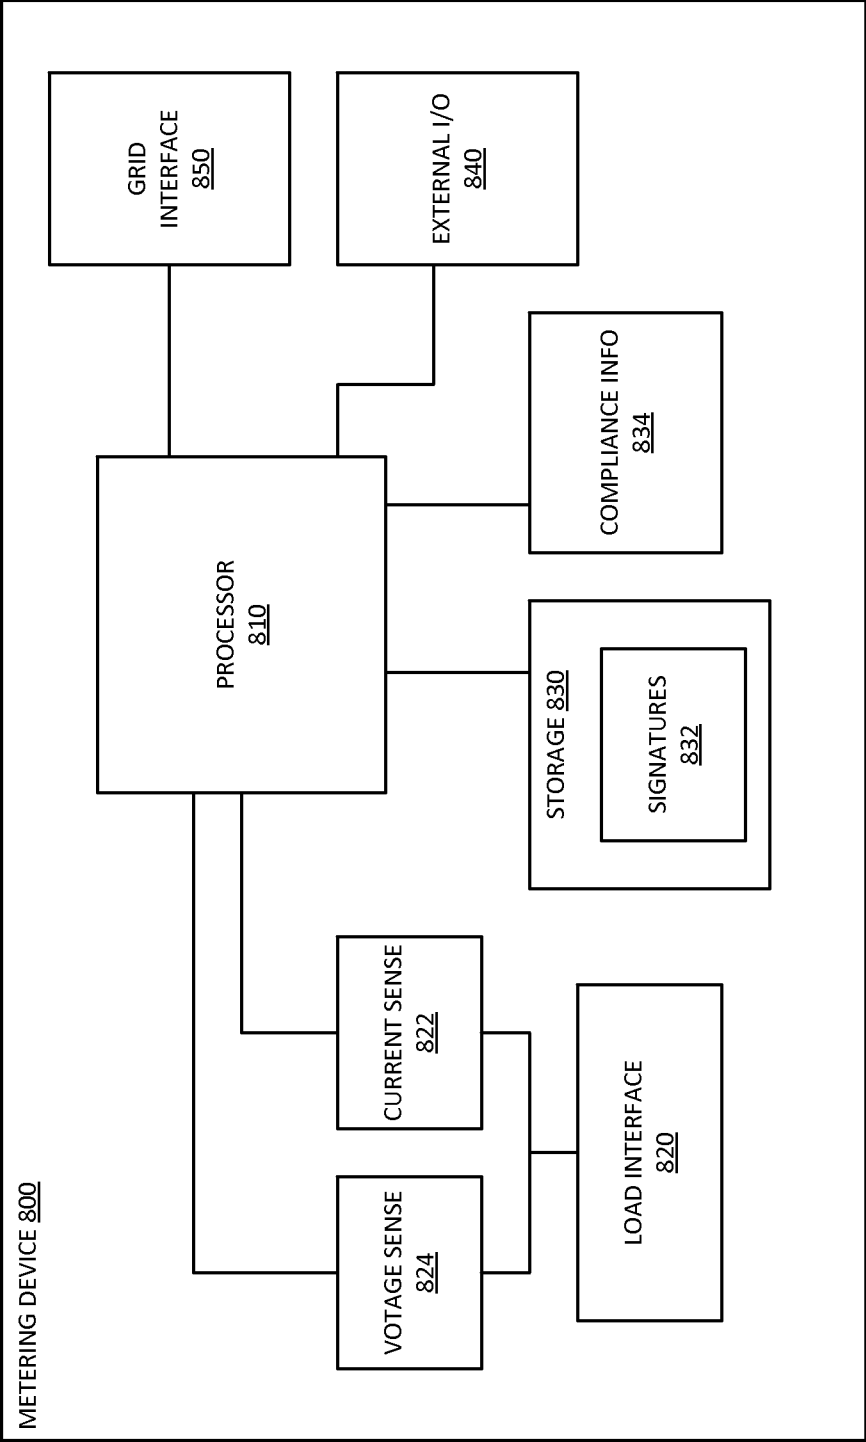 METERING DEVICE 800
VOTAGE SENSE
824
CURRENT SENSE
822
LOAD INTERFACE
820
PROCESSOR
810
STORAGE 830
SIGNATURES
832
COMPLIANCE INFO
834
GRID
INTERFACE
850
EXTERNAL I/O
840